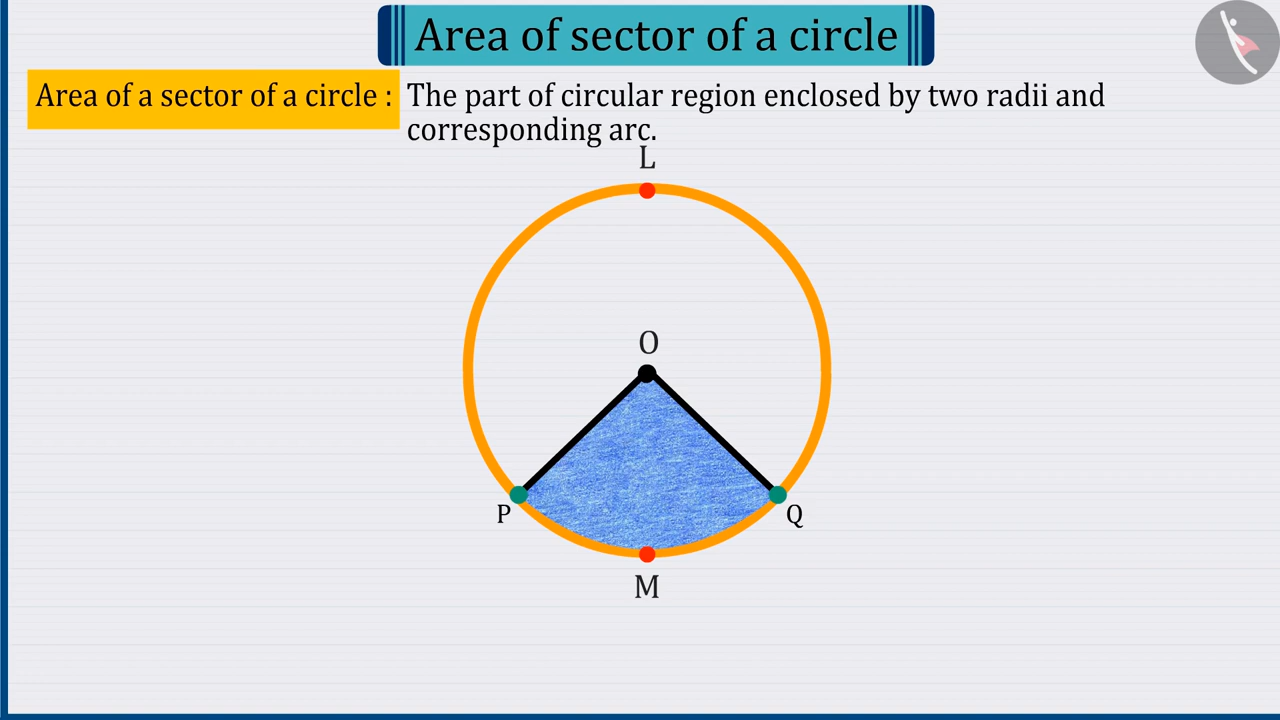 Area of sector of a circle
Area of a sector of a circle : The part of circular region enclosed by two radii and
corresponding arc.
L
O
P
Q
M